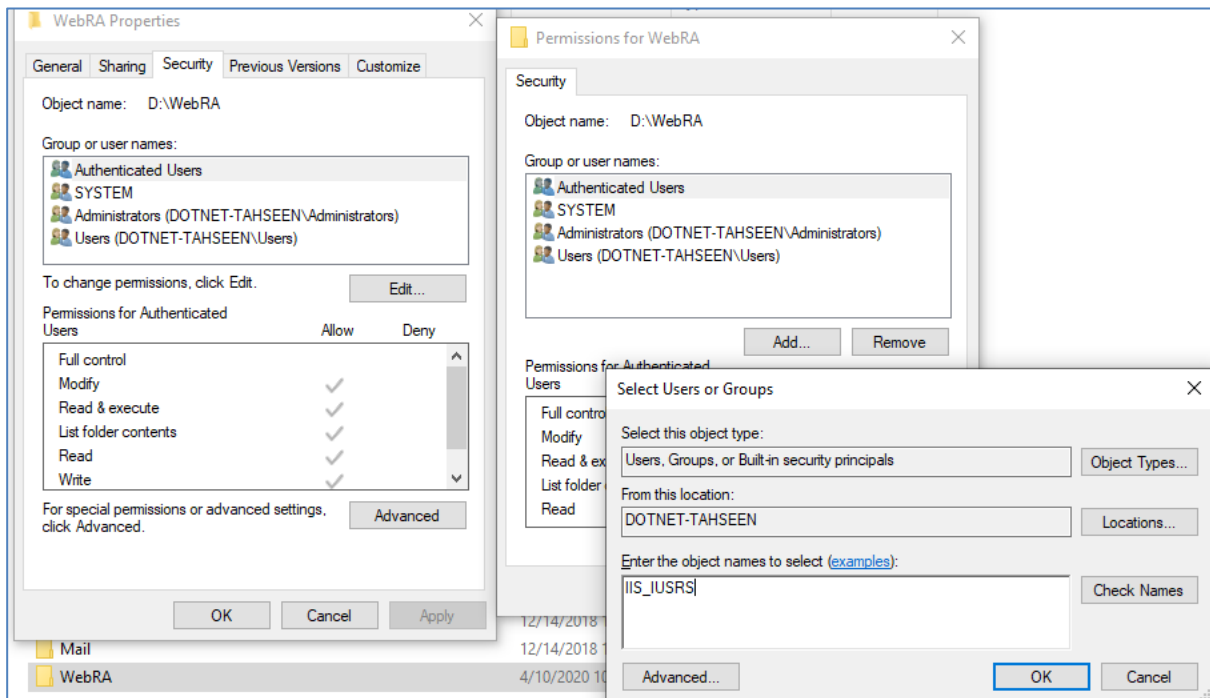 WebRA Properties
General Sharing Security Previous Versions Customize
Object name: D:\WebRA
Group or user names:
Authenticated Users
SYSTEM
Administrators (DOTNET-TAHSEEN\Administrators)
Users (DOTNET-TAHSEEN\Users)
To change permissions, click Edit.
Edit...
Permissions for Authenticated
Users Allow Deny
Full control
Modify
Read & execute
List folder contents
Read
Write
For special permissions or advanced settings,
click Advanced.
Advanced
OK Cancel Apply
Permissions for WebRA
Security
Object name: D:\WebRA
Group or user names:
Authenticated Users
SYSTEM
Administrators (DOTNET-TAHSEEN\Administrators)
Users (DOTNET-TAHSEEN\Users)
Add... Remove
Permissions for Authenticated
Users
Full contro
Modify
Read & ex
List folder
Read
Select Users or Groups
Select this object type:
Users, Groups, or Built-in security principals
Object Types...
From this location:
DOTNET-TAHSEEN
Locations...
Enter the object names to select (examples):
IIS_IUSRS
Check Names
Advanced... OK Cancel
12/14/2018 1
Mail 12/14/2018 1
WebRA 4/10/2020 10